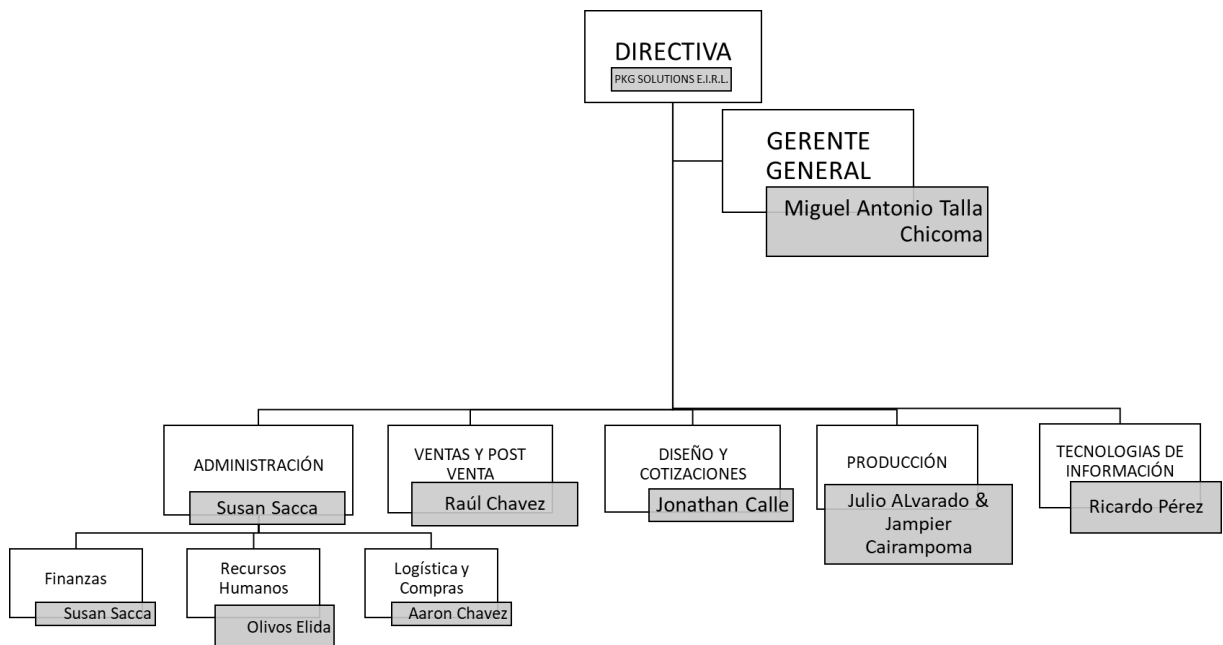 DIRECTIVA
PKG SOLUTIONS E.I.R.L.
GERENTE
GENERAL
Miguel Antonio Talla
Chicoma
ADMINISTRACIÓN
Susan Sacca
VENTAS Y POST
VENTA
Raúl Chavez
DISEÑO Y
COTIZACIONES
Jonathan Calle
PRODUCCIÓN
Julio ALvarado &
Jampier
Cairampoma
TECNOLOGIAS DE
INFORMACIÓN
Ricardo Pérez
Finanzas
Susan Sacca
Recursos
Humanos
Olivos Elida
Logística y
Compras
Aaron Chavez